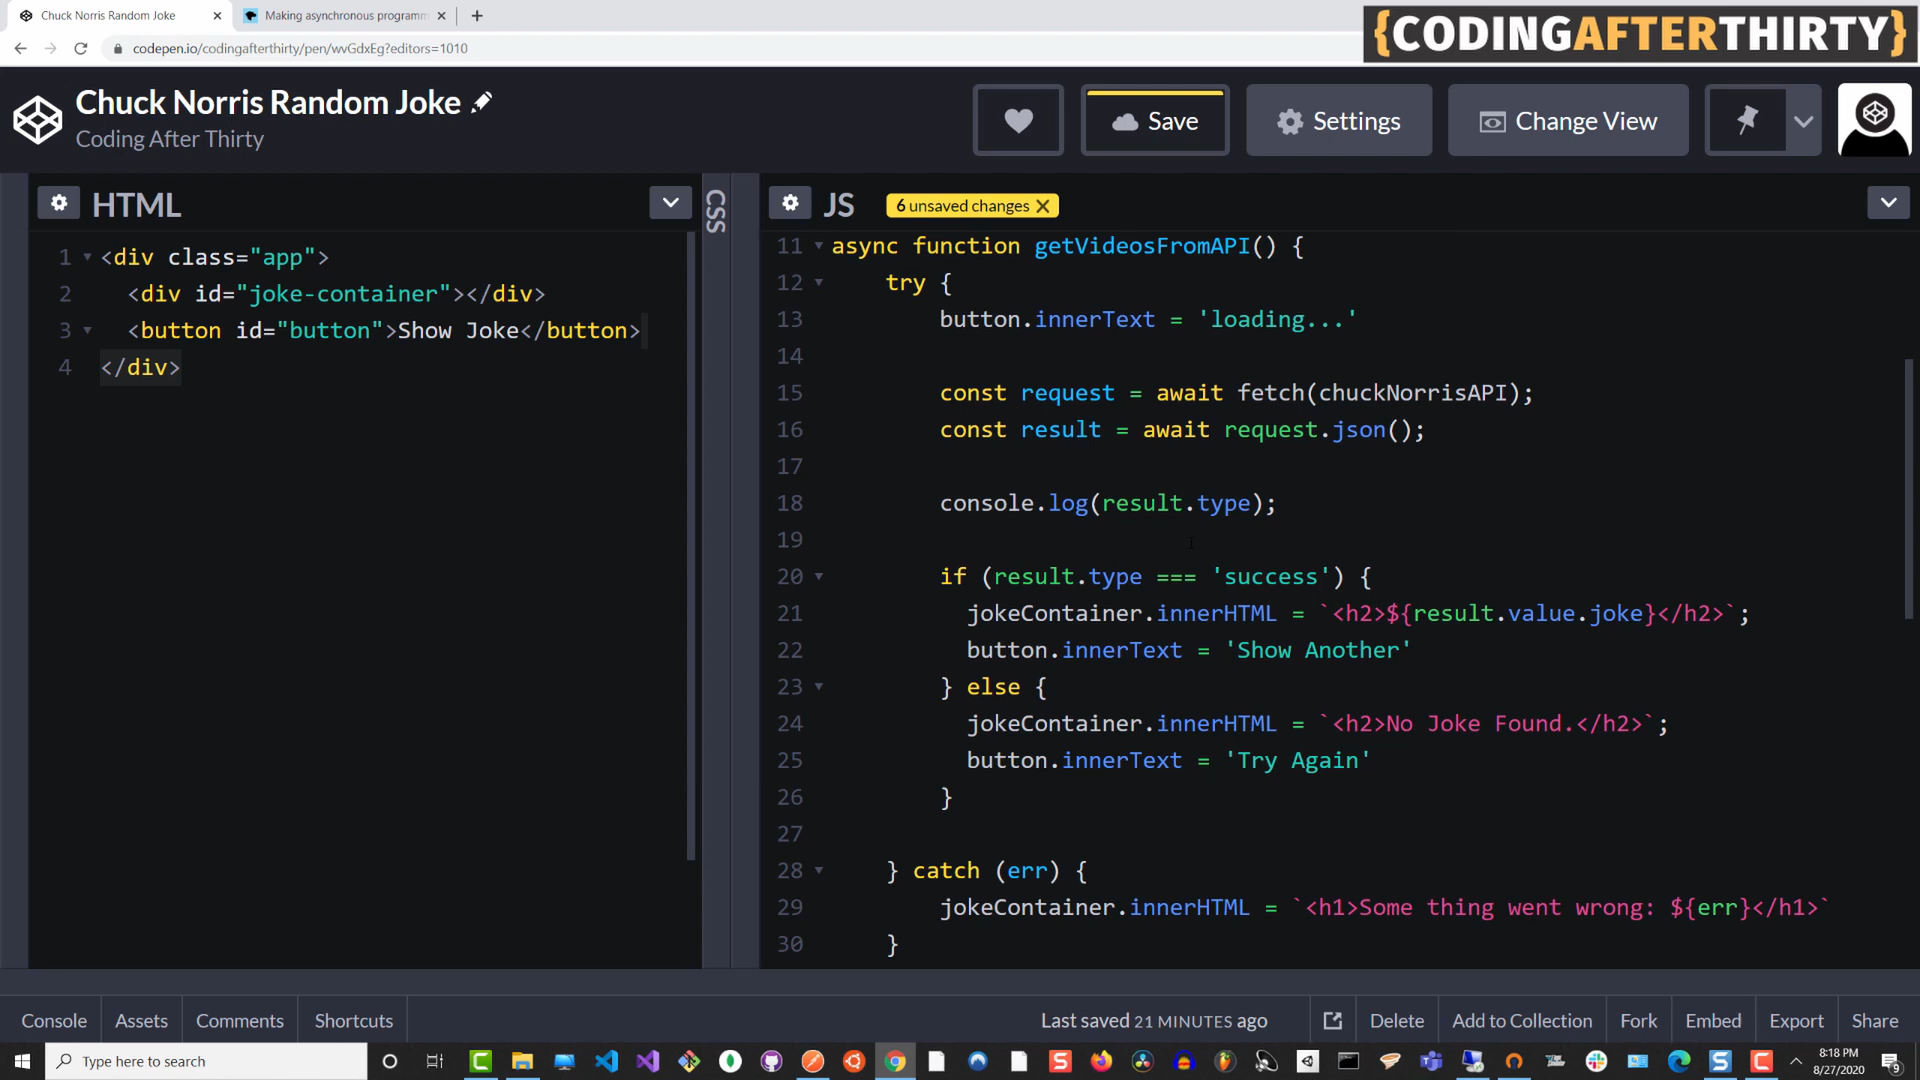 Chuck Norris Random Joke
Making asynchronous programm
codepen.io/codingafterthirty/pen/wvGdxEg?editors=1010
{CODINGAFTERTHIRTY}
Chuck Norris Random Joke
Coding After Thirty
Save
Settings
Change View
HTML
CSS
JS
6 unsaved changes
1 <div class="app">
2 <div id="joke-container"></div>
3 <button id="button">Show Joke</button>
4 </div>
11 async function getVideosFromAPI() {
12 try {
13 button.innerText = 'loading...'
14
15 const request = await fetch(chuckNorrisAPI);
16 const result = await request.json();
17
18 console.log(result.type);
19
20 if (result.type === 'success') {
21 jokeContainer.innerHTML = `<h2>${result.value.joke}</h2>`;
22 button.innerText = 'Show Another'
23 } else {
24 jokeContainer.innerHTML = `<h2>No Joke Found.</h2>`;
25 button.innerText = 'Try Again'
26 }
27
28 } catch (err) {
29 jokeContainer.innerHTML = `<h1>Some thing went wrong: ${err}</h1>`
30 }
Console
Assets
Comments
Shortcuts
Last saved 21 MINUTES ago
Delete
Add to Collection
Fork
Embed
Export
Share
Type here to search
8:18 PM
8/27/2020